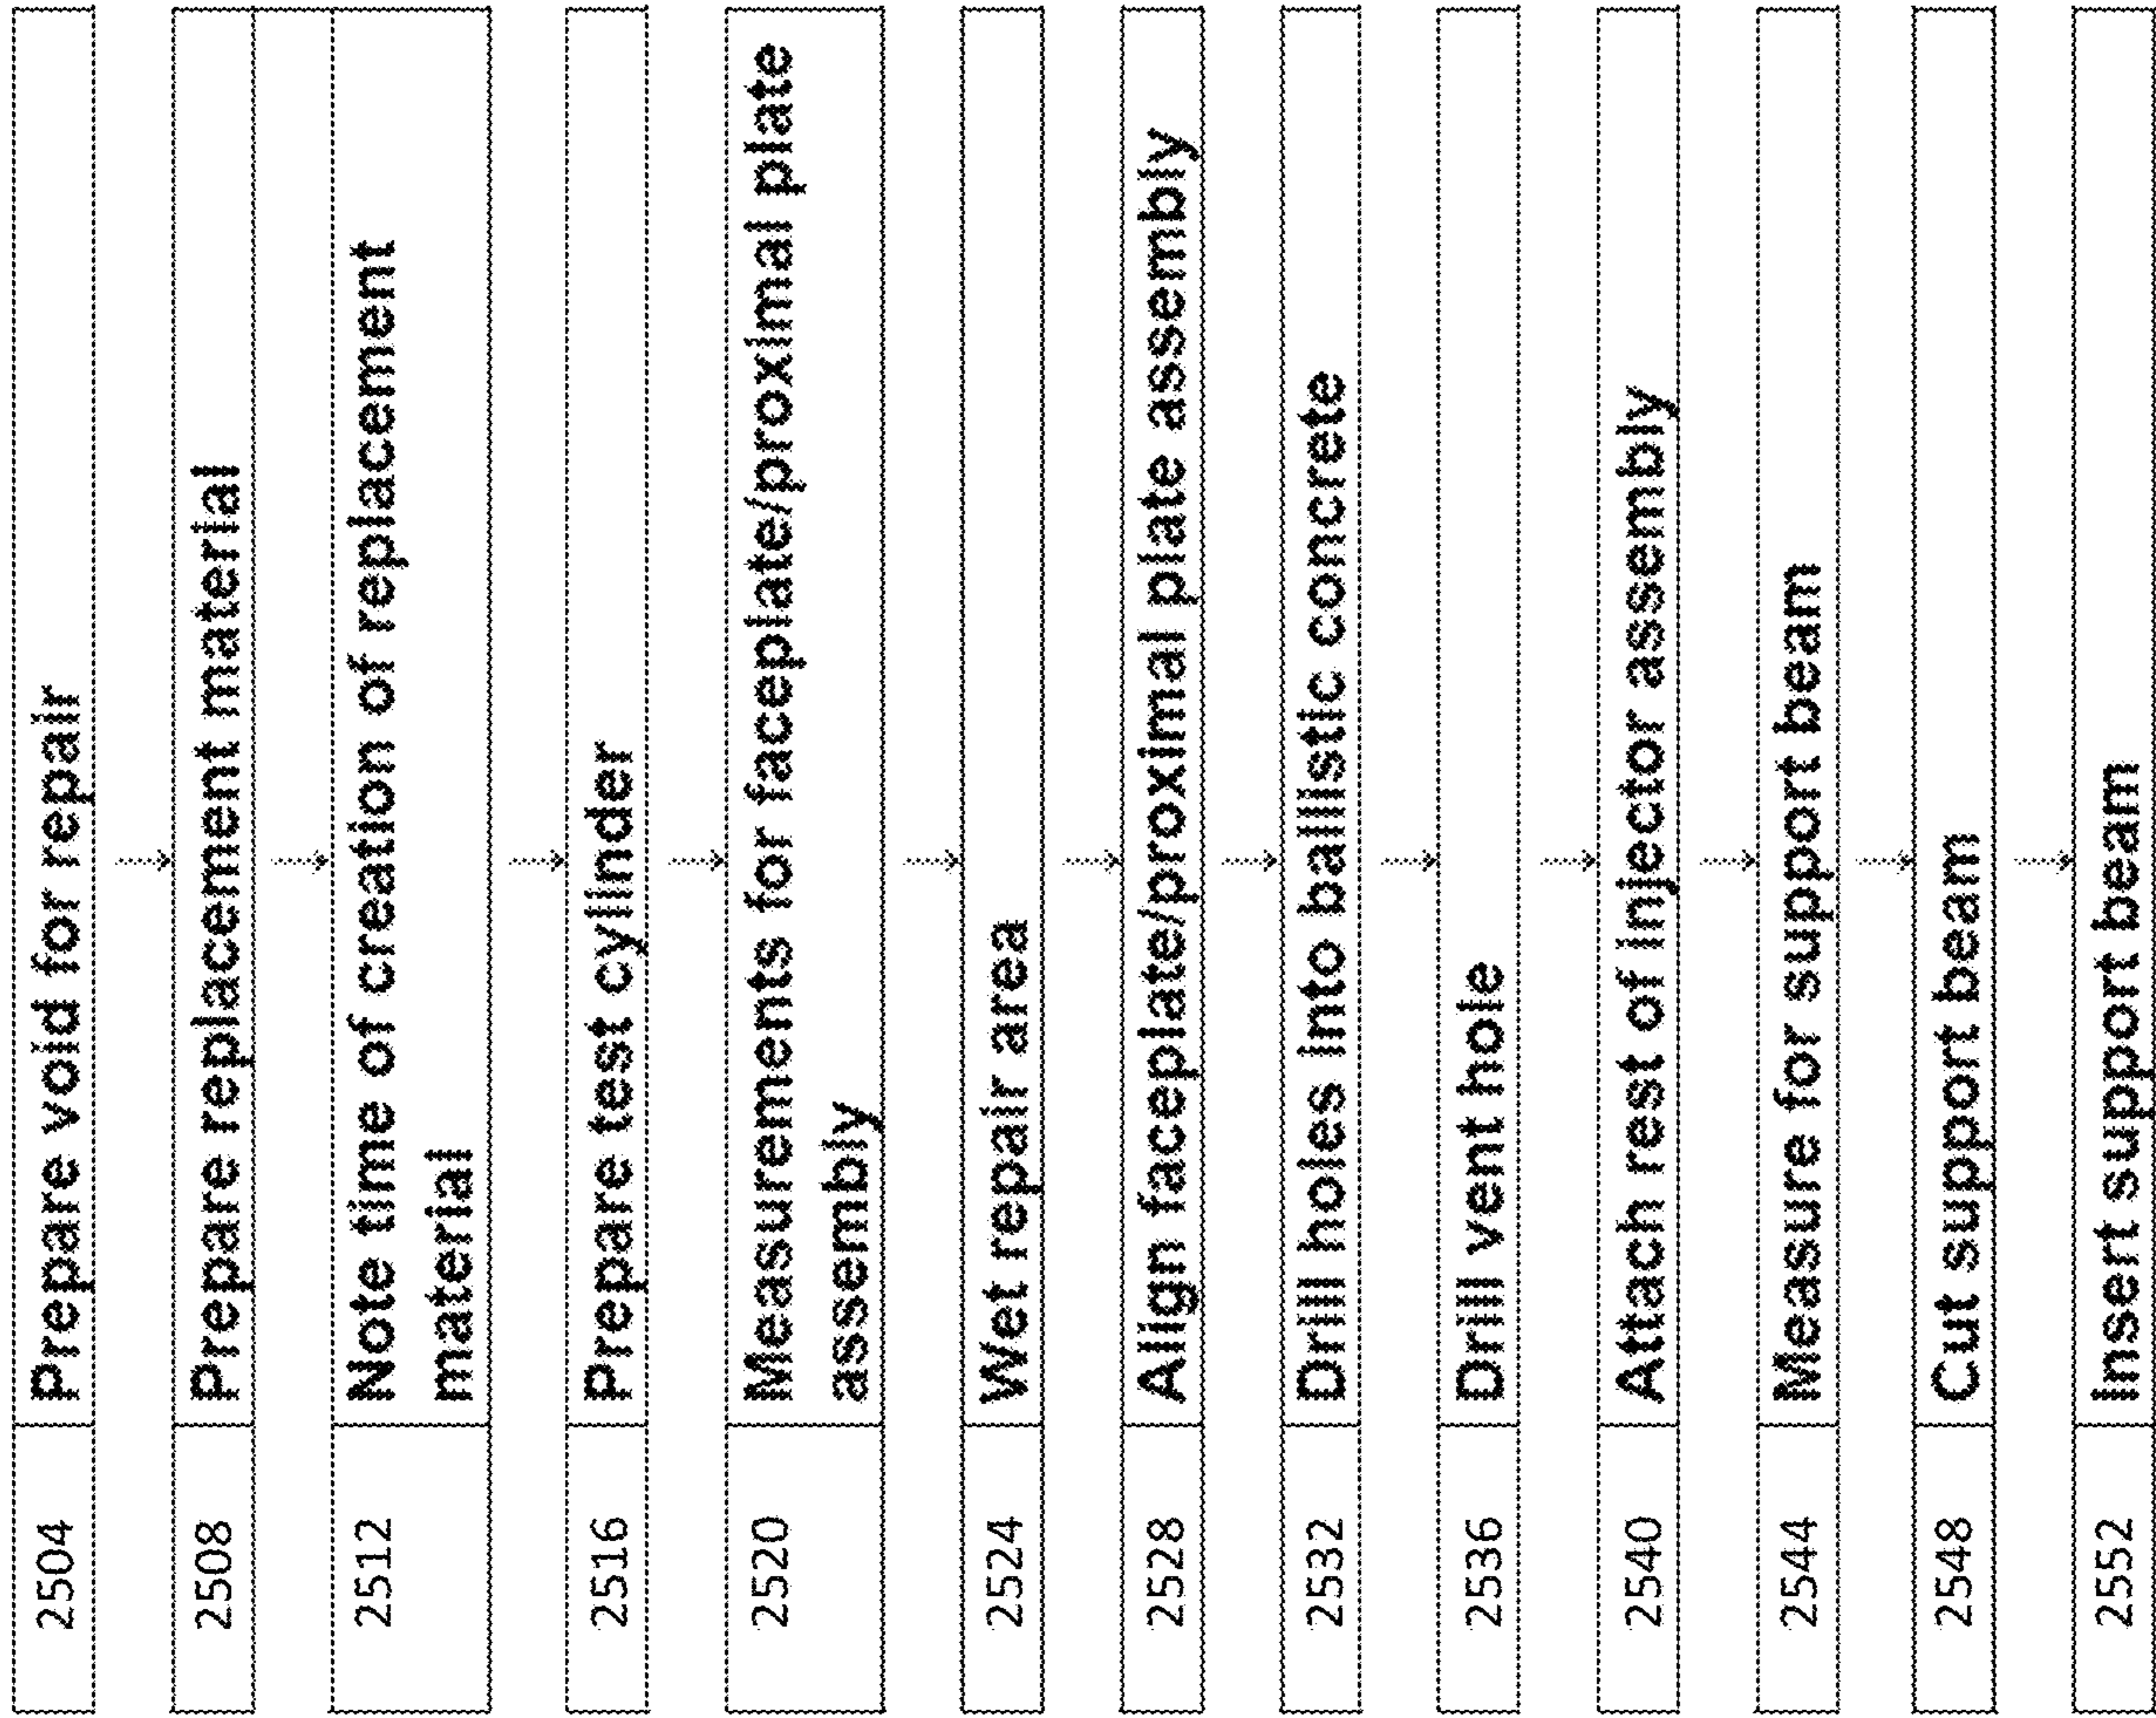 2504 Prepare void for repair
2508 Prepare replacement material
2512 Note time of creation of replacement
material
2516 Prepare test cylinder
2520 Measurements for faceplate/proximal plate
assembly
2524 Wet repair area
2528 Align faceplate/proximal plate assembly
2532 Drill holes into ballistic concrete
2536 Drill vent hole
2540 Attach rest of injector assembly
2544 Measure for support beam
2548 Cut support beam
2552 Insert support beam